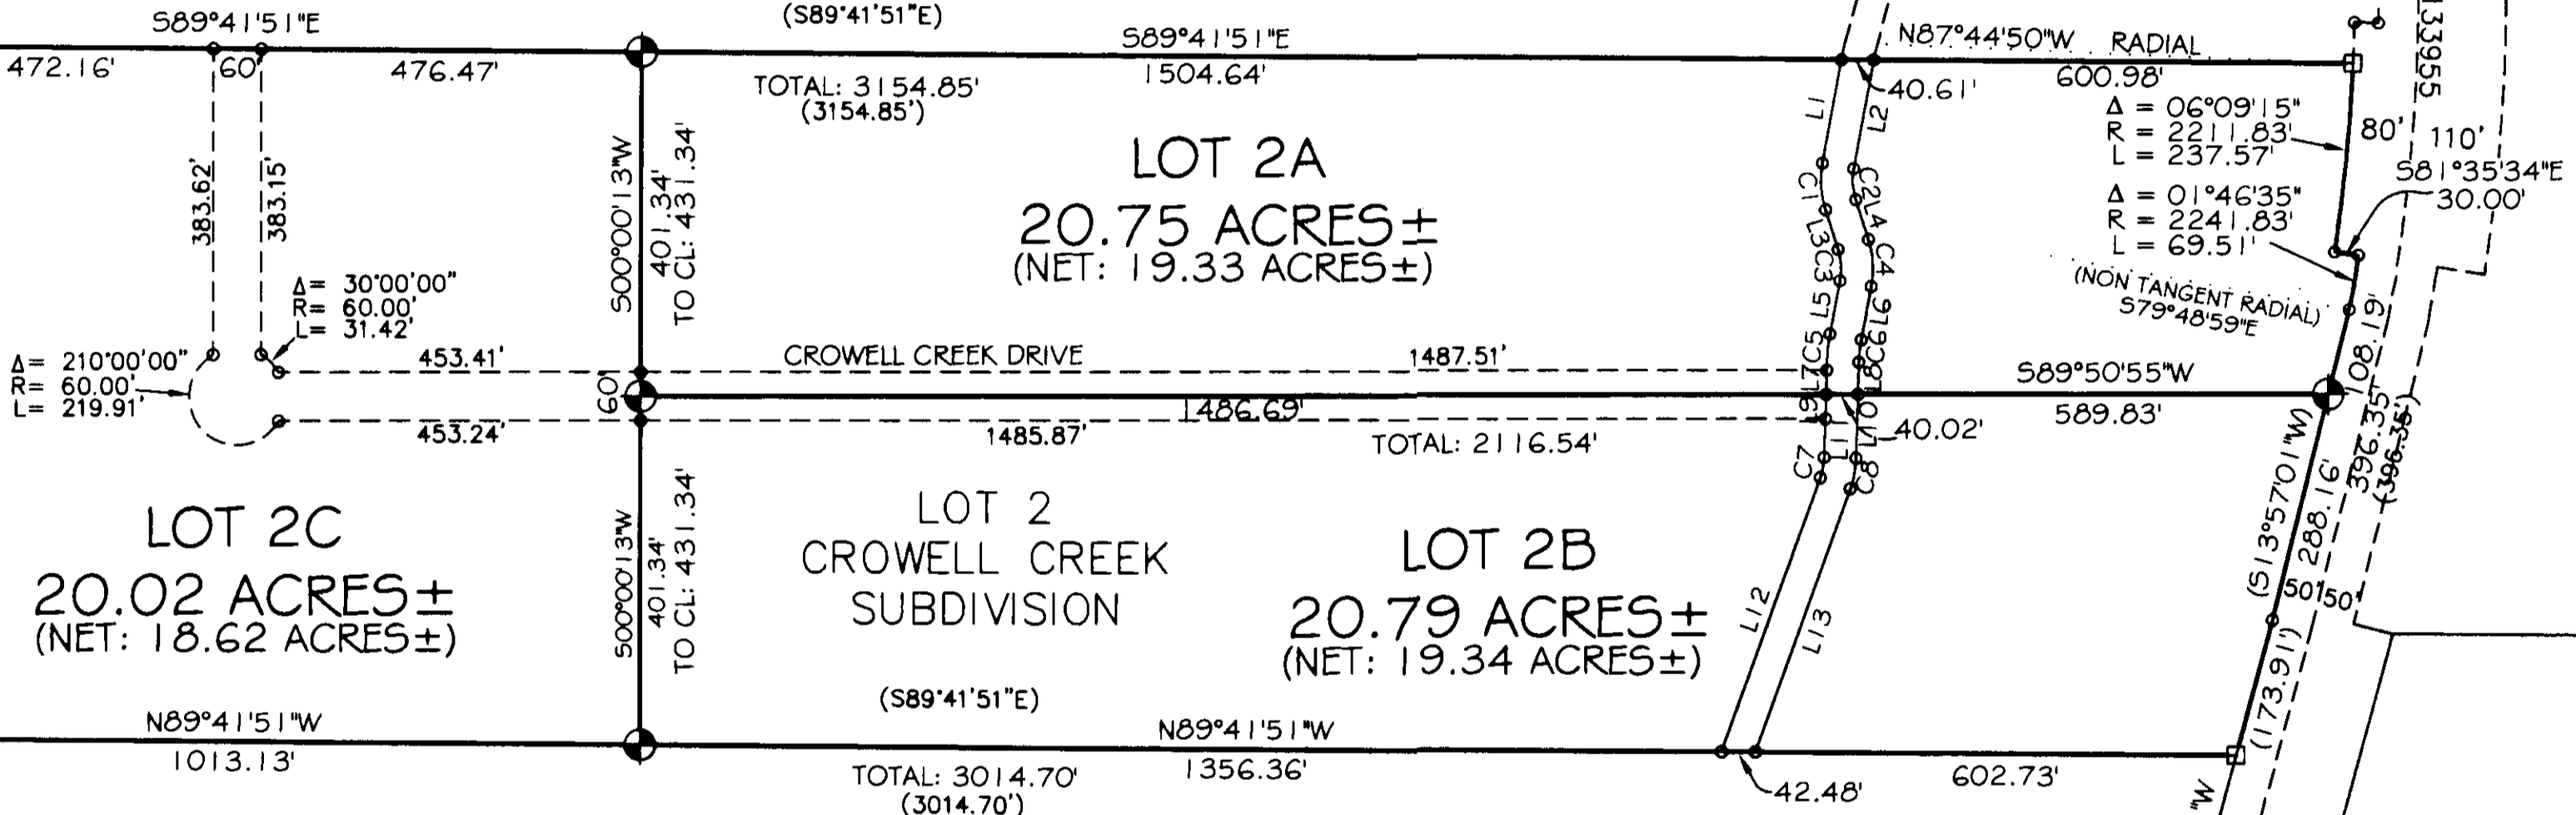 S89°41'51"E
472.16'
60'
476.47'
(S89°41'51"E)
S89°41'51"E
TOTAL: 3154.85'
(3154.85')
1504.64'
N87°44'50"W RADIAL
600.98'
40.61'
133955
Δ = 06°09'15"
R = 2211.83'
L = 237.57'
80'
110'
S81°35'34"E
30.00'
Δ = 01°46'35"
R = 2241.83'
L = 69.51'
(NON TANGENT RADIAL)
S79°48'59"E
383.62'
383.15'
Δ= 30°00'00"
R= 60.00'
L= 31.42'
Δ= 210°00'00"
R= 60.00'
L= 219.91'
S00°00'13"W
401.34'
TO CL: 431.34'
LOT 2A
20.75 ACRES±
(NET: 19.33 ACRES±)
L1
L2
C1
C2
L4
L3
C3
C4
L5
L6
C5
C6
L7
L8
L9
L10
L11
C7
C8
453.41'
CROWELL CREEK DRIVE
1487.51'
60'
1486.69'
453.24'
1485.87'
TOTAL: 2116.54'
40.02'
S89°50'55"W
589.83'
108.19'
396.35'
(396.35')
(S13°57'01"W)
288.16'
50'
50'
(173.91')
LOT 2C
20.02 ACRES±
(NET: 18.62 ACRES±)
S00°00'13"W
401.34'
TO CL: 431.34'
LOT 2
CROWELL CREEK
SUBDIVISION
LOT 2B
20.79 ACRES±
(NET: 19.34 ACRES±)
L12
L13
N89°41'51"W
1013.13'
(S89°41'51"E)
N89°41'51"W
TOTAL: 3014.70'
(3014.70')
1356.36'
42.48'
602.73'
"W